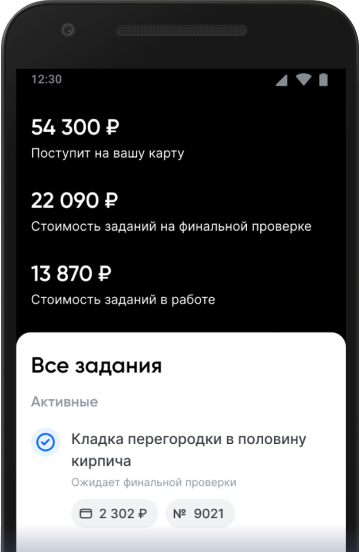 12:30
54 300 ₽
Поступит на вашу карту
22 090 ₽
Стоимость заданий на финальной проверке
13 870 ₽
Стоимость заданий в работе
Все задания
Активные
Кладка перегородки в половину
кирпича
Ожидает финальной проверки
2 302 ₽ № 9021